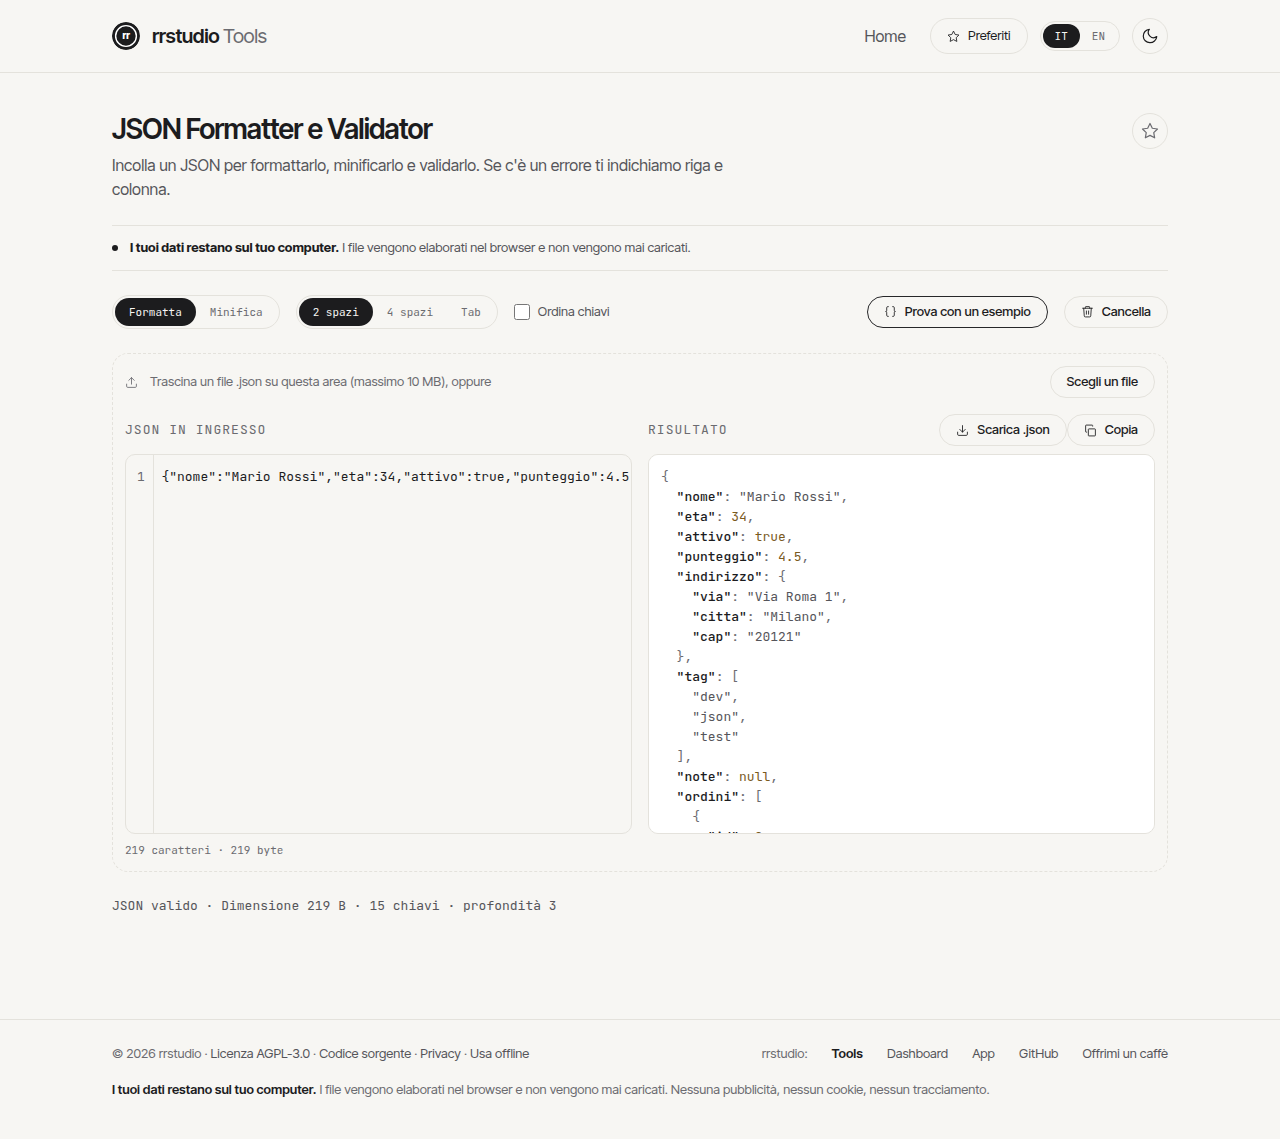 rr rrstudio Tools
Home
Preferiti
IT
EN
JSON Formatter e Validator
Incolla un JSON per formattarlo, minificarlo e validarlo. Se c'è un errore ti indichiamo riga e
colonna.
I tuoi dati restano sul tuo computer. I file vengono elaborati nel browser e non vengono mai caricati.
Formatta
Minifica
2 spazi
4 spazi
Tab
Ordina chiavi
Prova con un esempio
Cancella
Trascina un file .json su questa area (massimo 10 MB), oppure
Scegli un file
JSON IN INGRESSO
RISULTATO
Scarica .json
Copia
1
{"nome":"Mario Rossi","eta":34,"attivo":true,"punteggio":4.5
{
"nome": "Mario Rossi",
"eta": 34,
"attivo": true,
"punteggio": 4.5,
"indirizzo": {
"via": "Via Roma 1",
"citta": "Milano",
"cap": "20121"
},
"tag": [
"dev",
"json",
"test"
],
"note": null,
"ordini": [
{
219 caratteri · 219 byte
JSON valido · Dimensione 219 B · 15 chiavi · profondità 3
© 2026 rrstudio · Licenza AGPL-3.0 · Codice sorgente · Privacy · Usa offline
rrstudio:
Tools
Dashboard
App
GitHub
Offrimi un caffè
I tuoi dati restano sul tuo computer. I file vengono elaborati nel browser e non vengono mai caricati. Nessuna pubblicità, nessun cookie, nessun tracciamento.